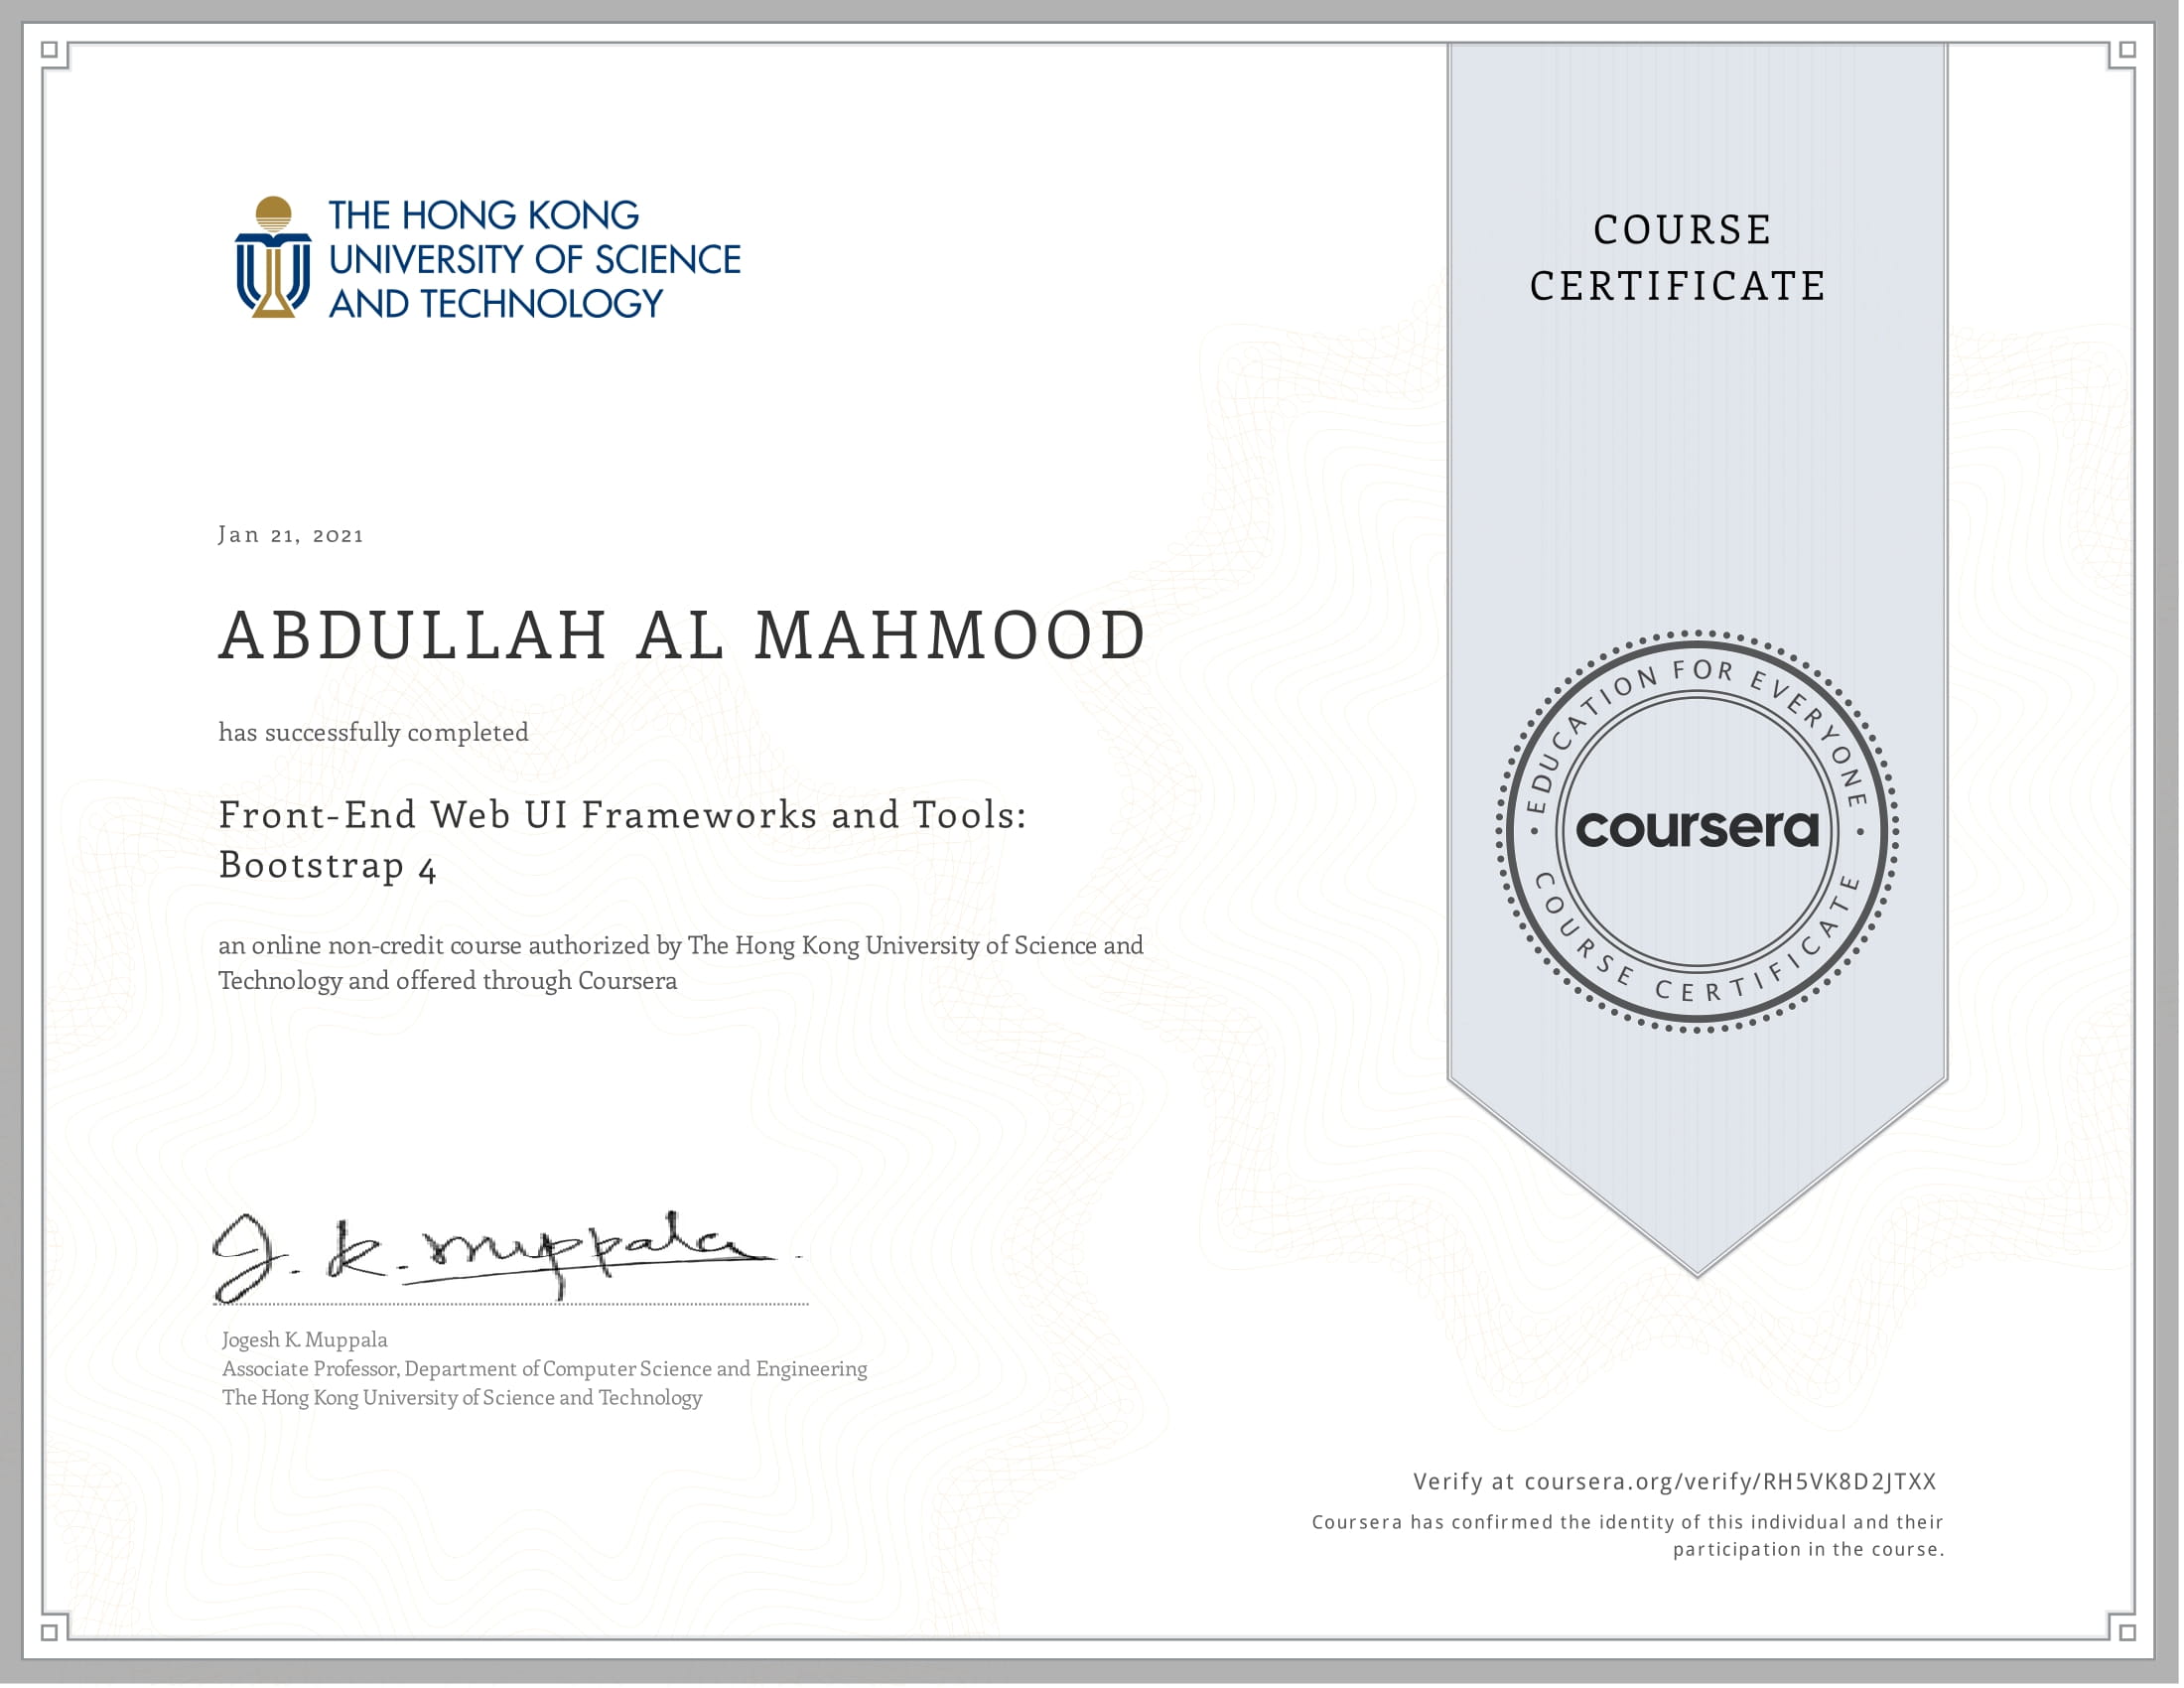 THE HONG KONG
UNIVERSITY OF SCIENCE
AND TECHNOLOGY
COURSE
CERTIFICATE
Jan 21, 2021
ABDULLAH AL MAHMOOD
has successfully completed
Front-End Web UI Frameworks and Tools:
Bootstrap 4
an online non-credit course authorized by The Hong Kong University of Science and
Technology and offered through Coursera
EDUCATION FOR EVERYONE
coursera
COURSE CERTIFICATE
J. K. Muppala
Jogesh K. Muppala
Associate Professor, Department of Computer Science and Engineering
The Hong Kong University of Science and Technology
Verify at coursera.org/verify/RH5VK8D2JTXX
Coursera has confirmed the identity of this individual and their
participation in the course.